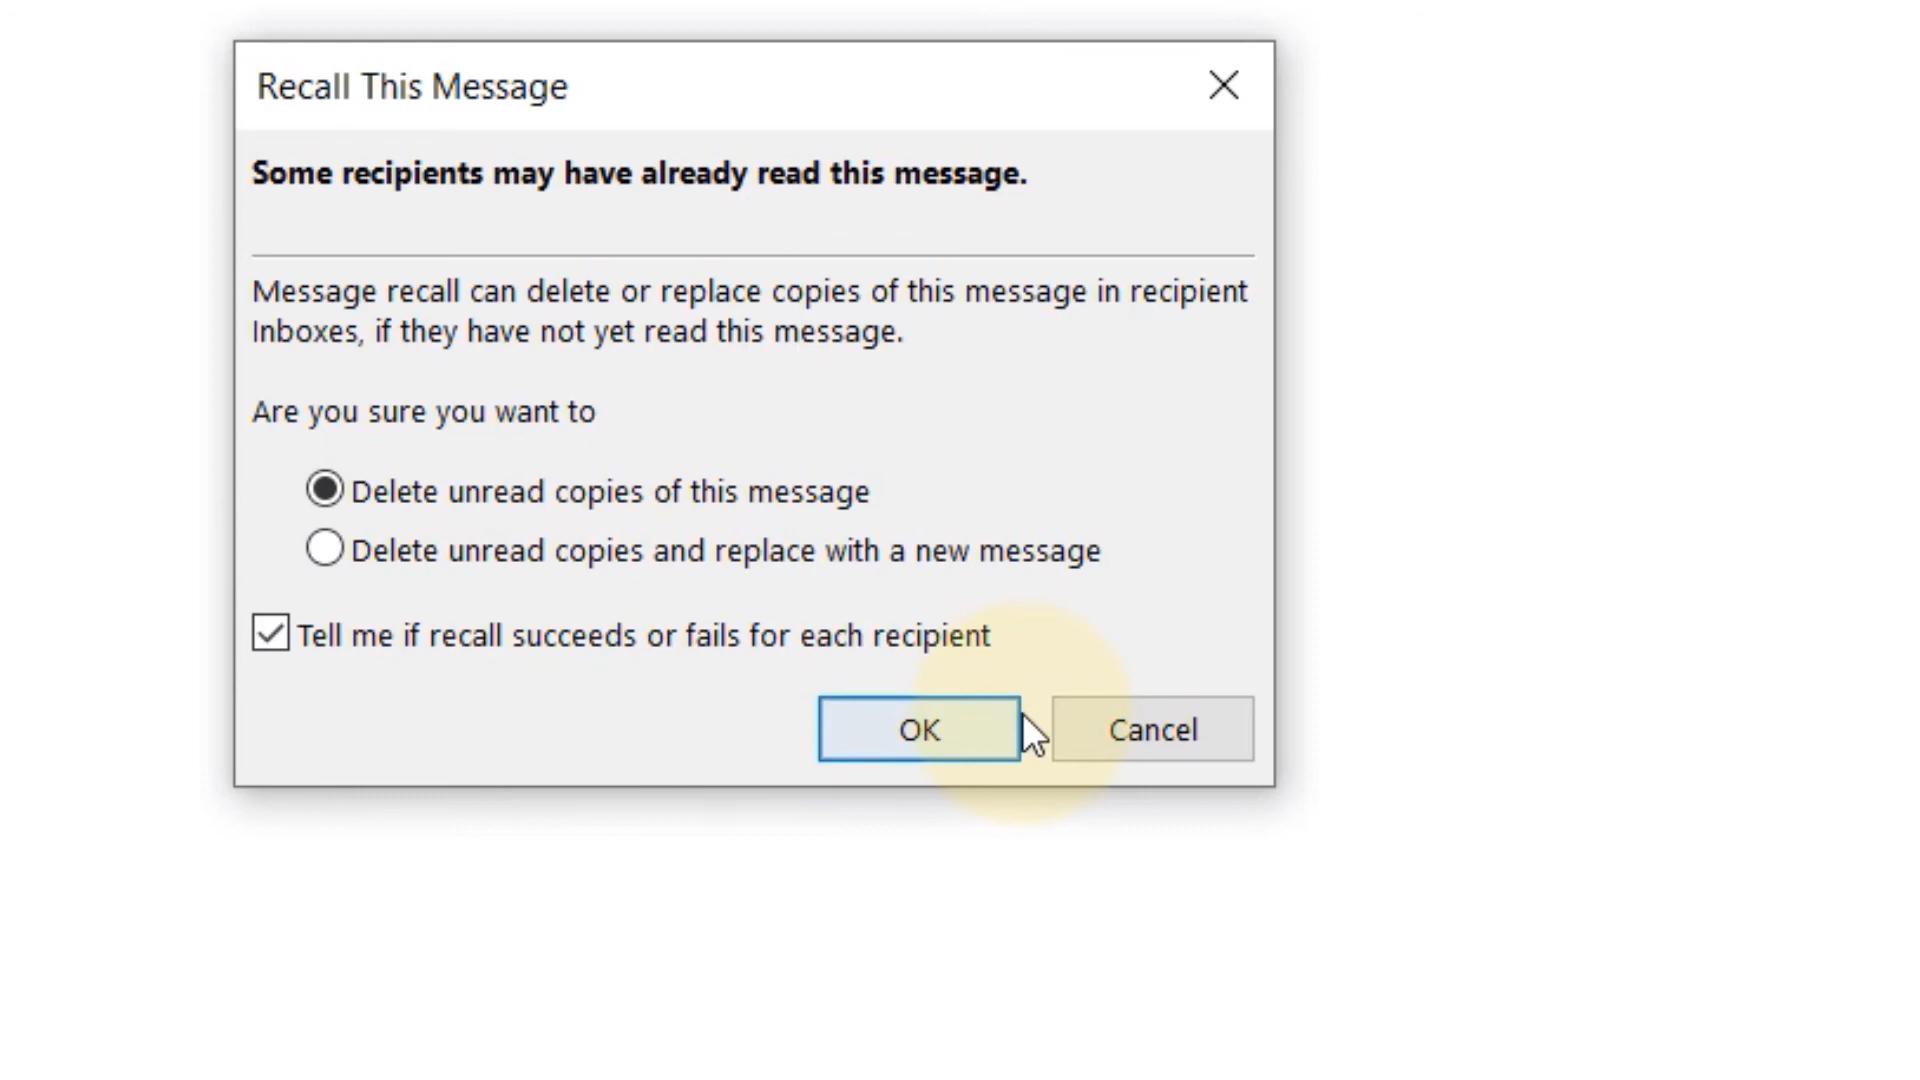 Recall This Message
Some recipients may have already read this message.
Message recall can delete or replace copies of this message in recipient
Inboxes, if they have not yet read this message.
Are you sure you want to
Delete unread copies of this message
Delete unread copies and replace with a new message
Tell me if recall succeeds or fails for each recipient
OK Cancel